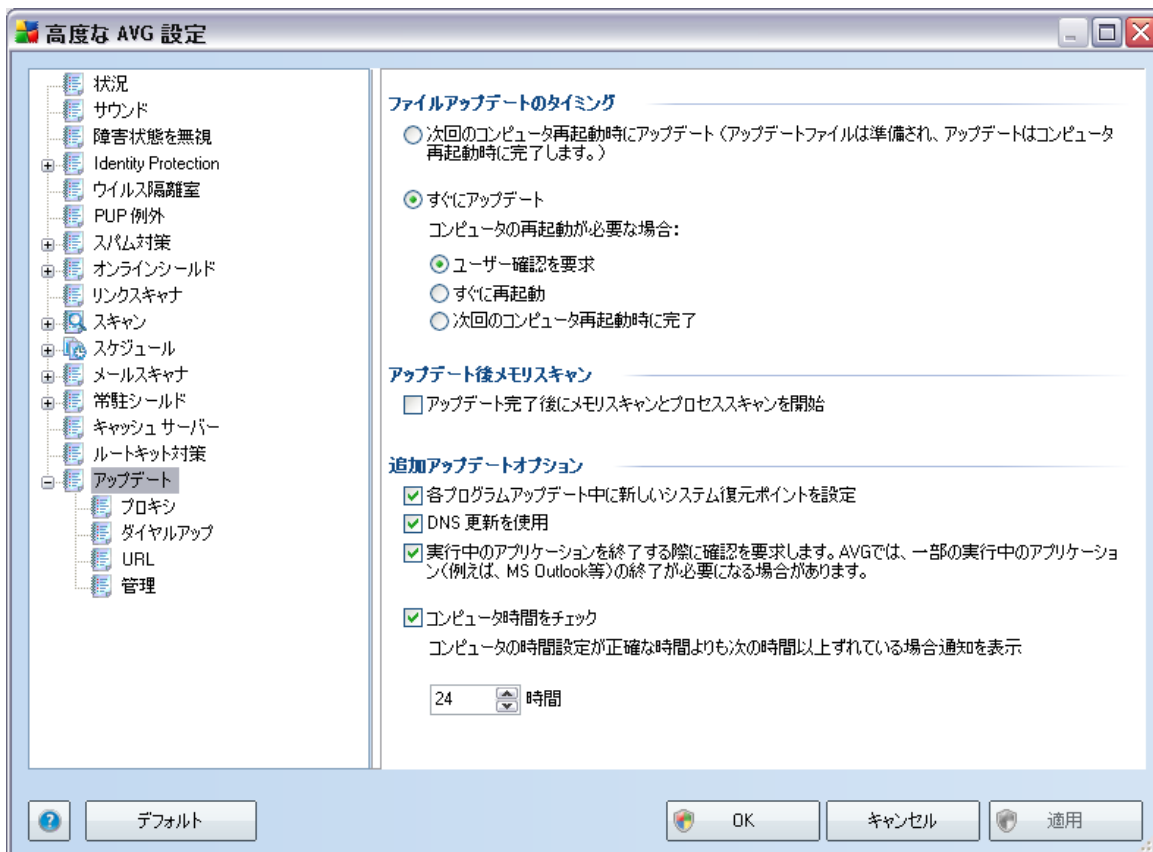 高度な AVG 設定
状況
サウンド
障害状態を無視
Identity Protection
ウイルス隔離室
PUP 例外
スパム対策
オンラインシールド
リンクスキャナ
スキャン
スケジュール
メールスキャナ
常駐シールド
キャッシュ サーバー
ルートキット対策
アップデート
プロキシ
ダイヤルアップ
URL
管理
ファイルアップデートのタイミング
次回のコンピュータ再起動時にアップデート（アップデートファイルは準備され、アップデートはコンピュータ
再起動時に完了します。）
すぐにアップデート
コンピュータの再起動が必要な場合:
ユーザー確認を要求
すぐに再起動
次回のコンピュータ再起動時に完了
アップデート後メモリスキャン
アップデート完了後にメモリスキャンとプロセススキャンを開始
追加アップデートオプション
各プログラムアップデート中に新しいシステム復元ポイントを設定
DNS 更新を使用
実行中のアプリケーションを終了する際に確認を要求します。AVGでは、一部の実行中のアプリケーショ
ン(例えば、MS Outlook等)の終了が必要になる場合があります。
コンピュータ時間をチェック
コンピュータの時間設定が正確な時間よりも次の時間以上ずれている場合通知を表示
24 時間
デフォルト
OK
キャンセル
適用